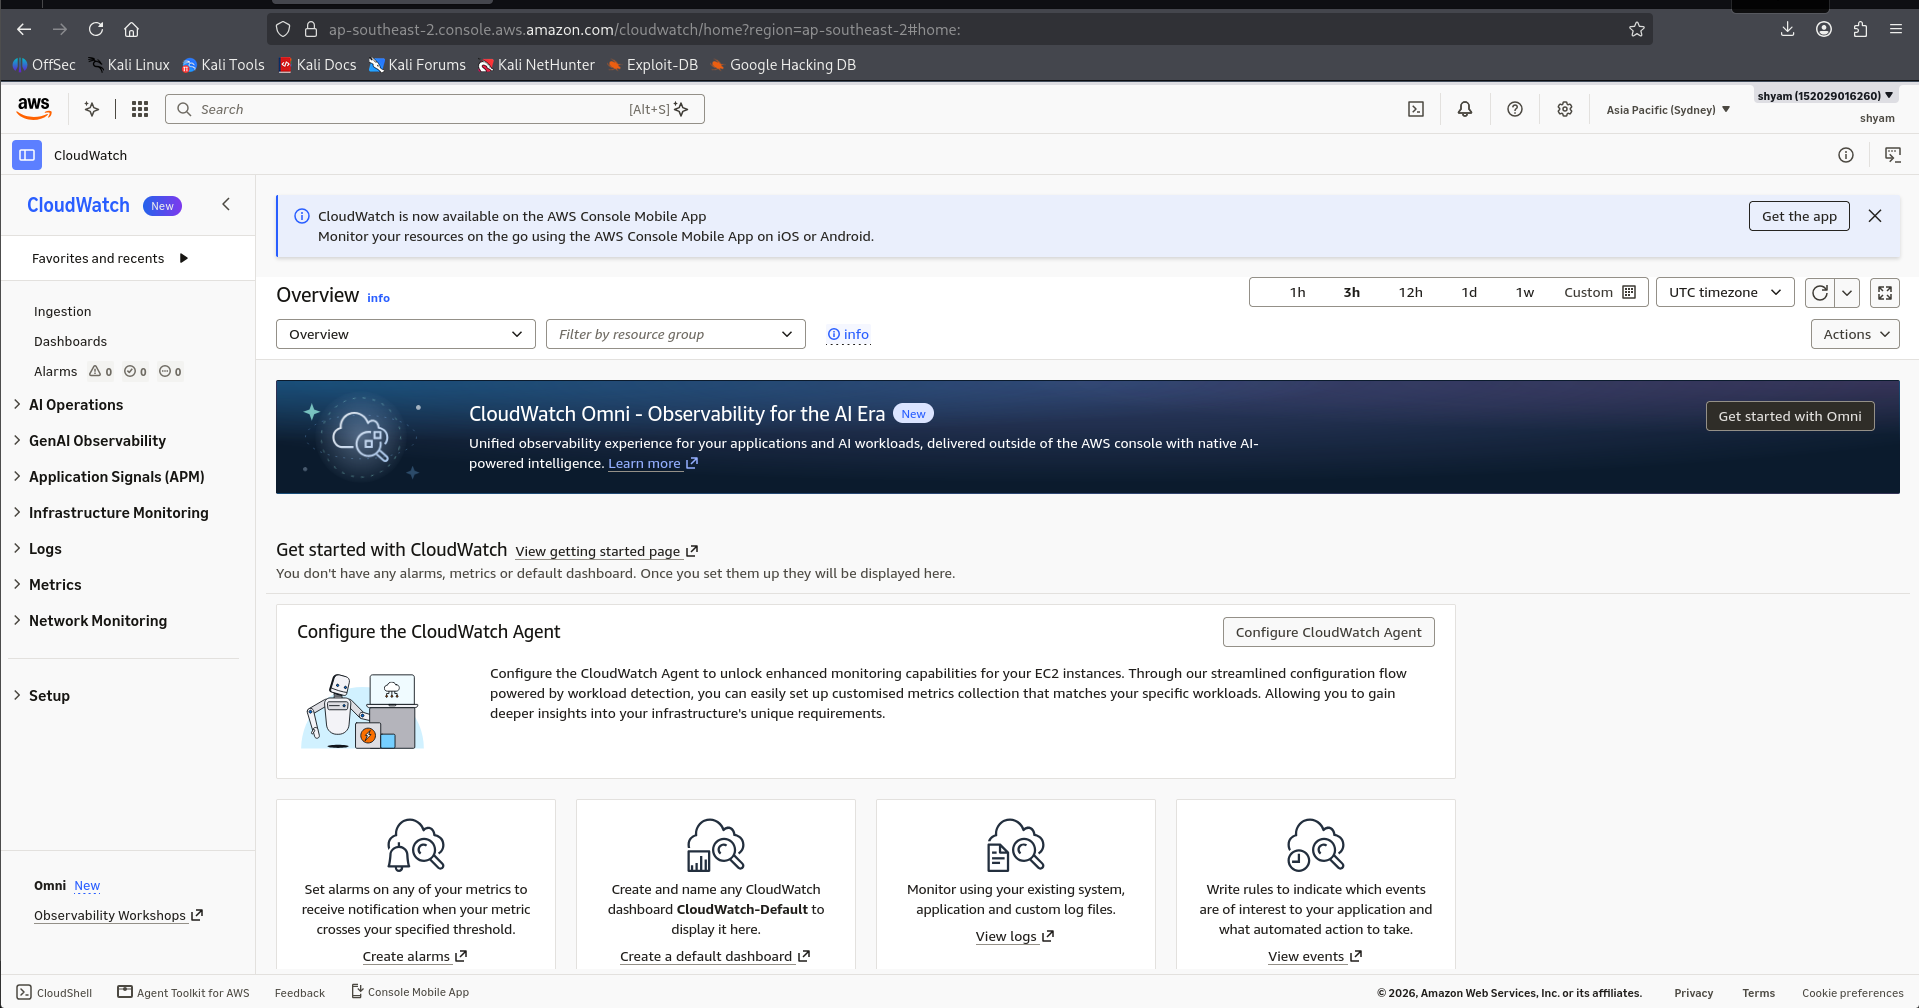 ap-southeast-2.console.aws.amazon.com/cloudwatch/home?region=ap-southeast-2#home:
OffSec Kali Linux Kali Tools Kali Docs Kali Forums Kali NetHunter Exploit-DB Google Hacking DB
aws Search [Alt+S] Asia Pacific (Sydney) shyam (152029016260)
shyam
CloudWatch
CloudWatch New
Favorites and recents
Ingestion
Dashboards
Alarms 0 0 0
AI Operations
GenAI Observability
Application Signals (APM)
Infrastructure Monitoring
Logs
Metrics
Network Monitoring
Setup
Omni New
Observability Workshops
CloudWatch is now available on the AWS Console Mobile App
Monitor your resources on the go using the AWS Console Mobile App on iOS or Android.
Get the app
Overview info
1h 3h 12h 1d 1w Custom UTC timezone
Overview Filter by resource group info Actions
CloudWatch Omni - Observability for the AI Era New
Unified observability experience for your applications and AI workloads, delivered outside of the AWS console with native AI-
powered intelligence. Learn more
Get started with Omni
Get started with CloudWatch View getting started page
You don't have any alarms, metrics or default dashboard. Once you set them up they will be displayed here.
Configure the CloudWatch Agent
Configure CloudWatch Agent
Configure the CloudWatch Agent to unlock enhanced monitoring capabilities for your EC2 instances. Through our streamlined configuration flow
powered by workload detection, you can easily set up customised metrics collection that matches your specific workloads. Allowing you to gain
deeper insights into your infrastructure's unique requirements.
Set alarms on any of your metrics to
receive notification when your metric
crosses your specified threshold.
Create alarms
Create and name any CloudWatch
dashboard CloudWatch-Default to
display it here.
Create a default dashboard
Monitor using your existing system,
application and custom log files.
View logs
Write rules to indicate which events
are of interest to your application and
what automated action to take.
View events
CloudShell Agent Toolkit for AWS Feedback Console Mobile App
© 2026, Amazon Web Services, Inc. or its affiliates. Privacy Terms Cookie preferences